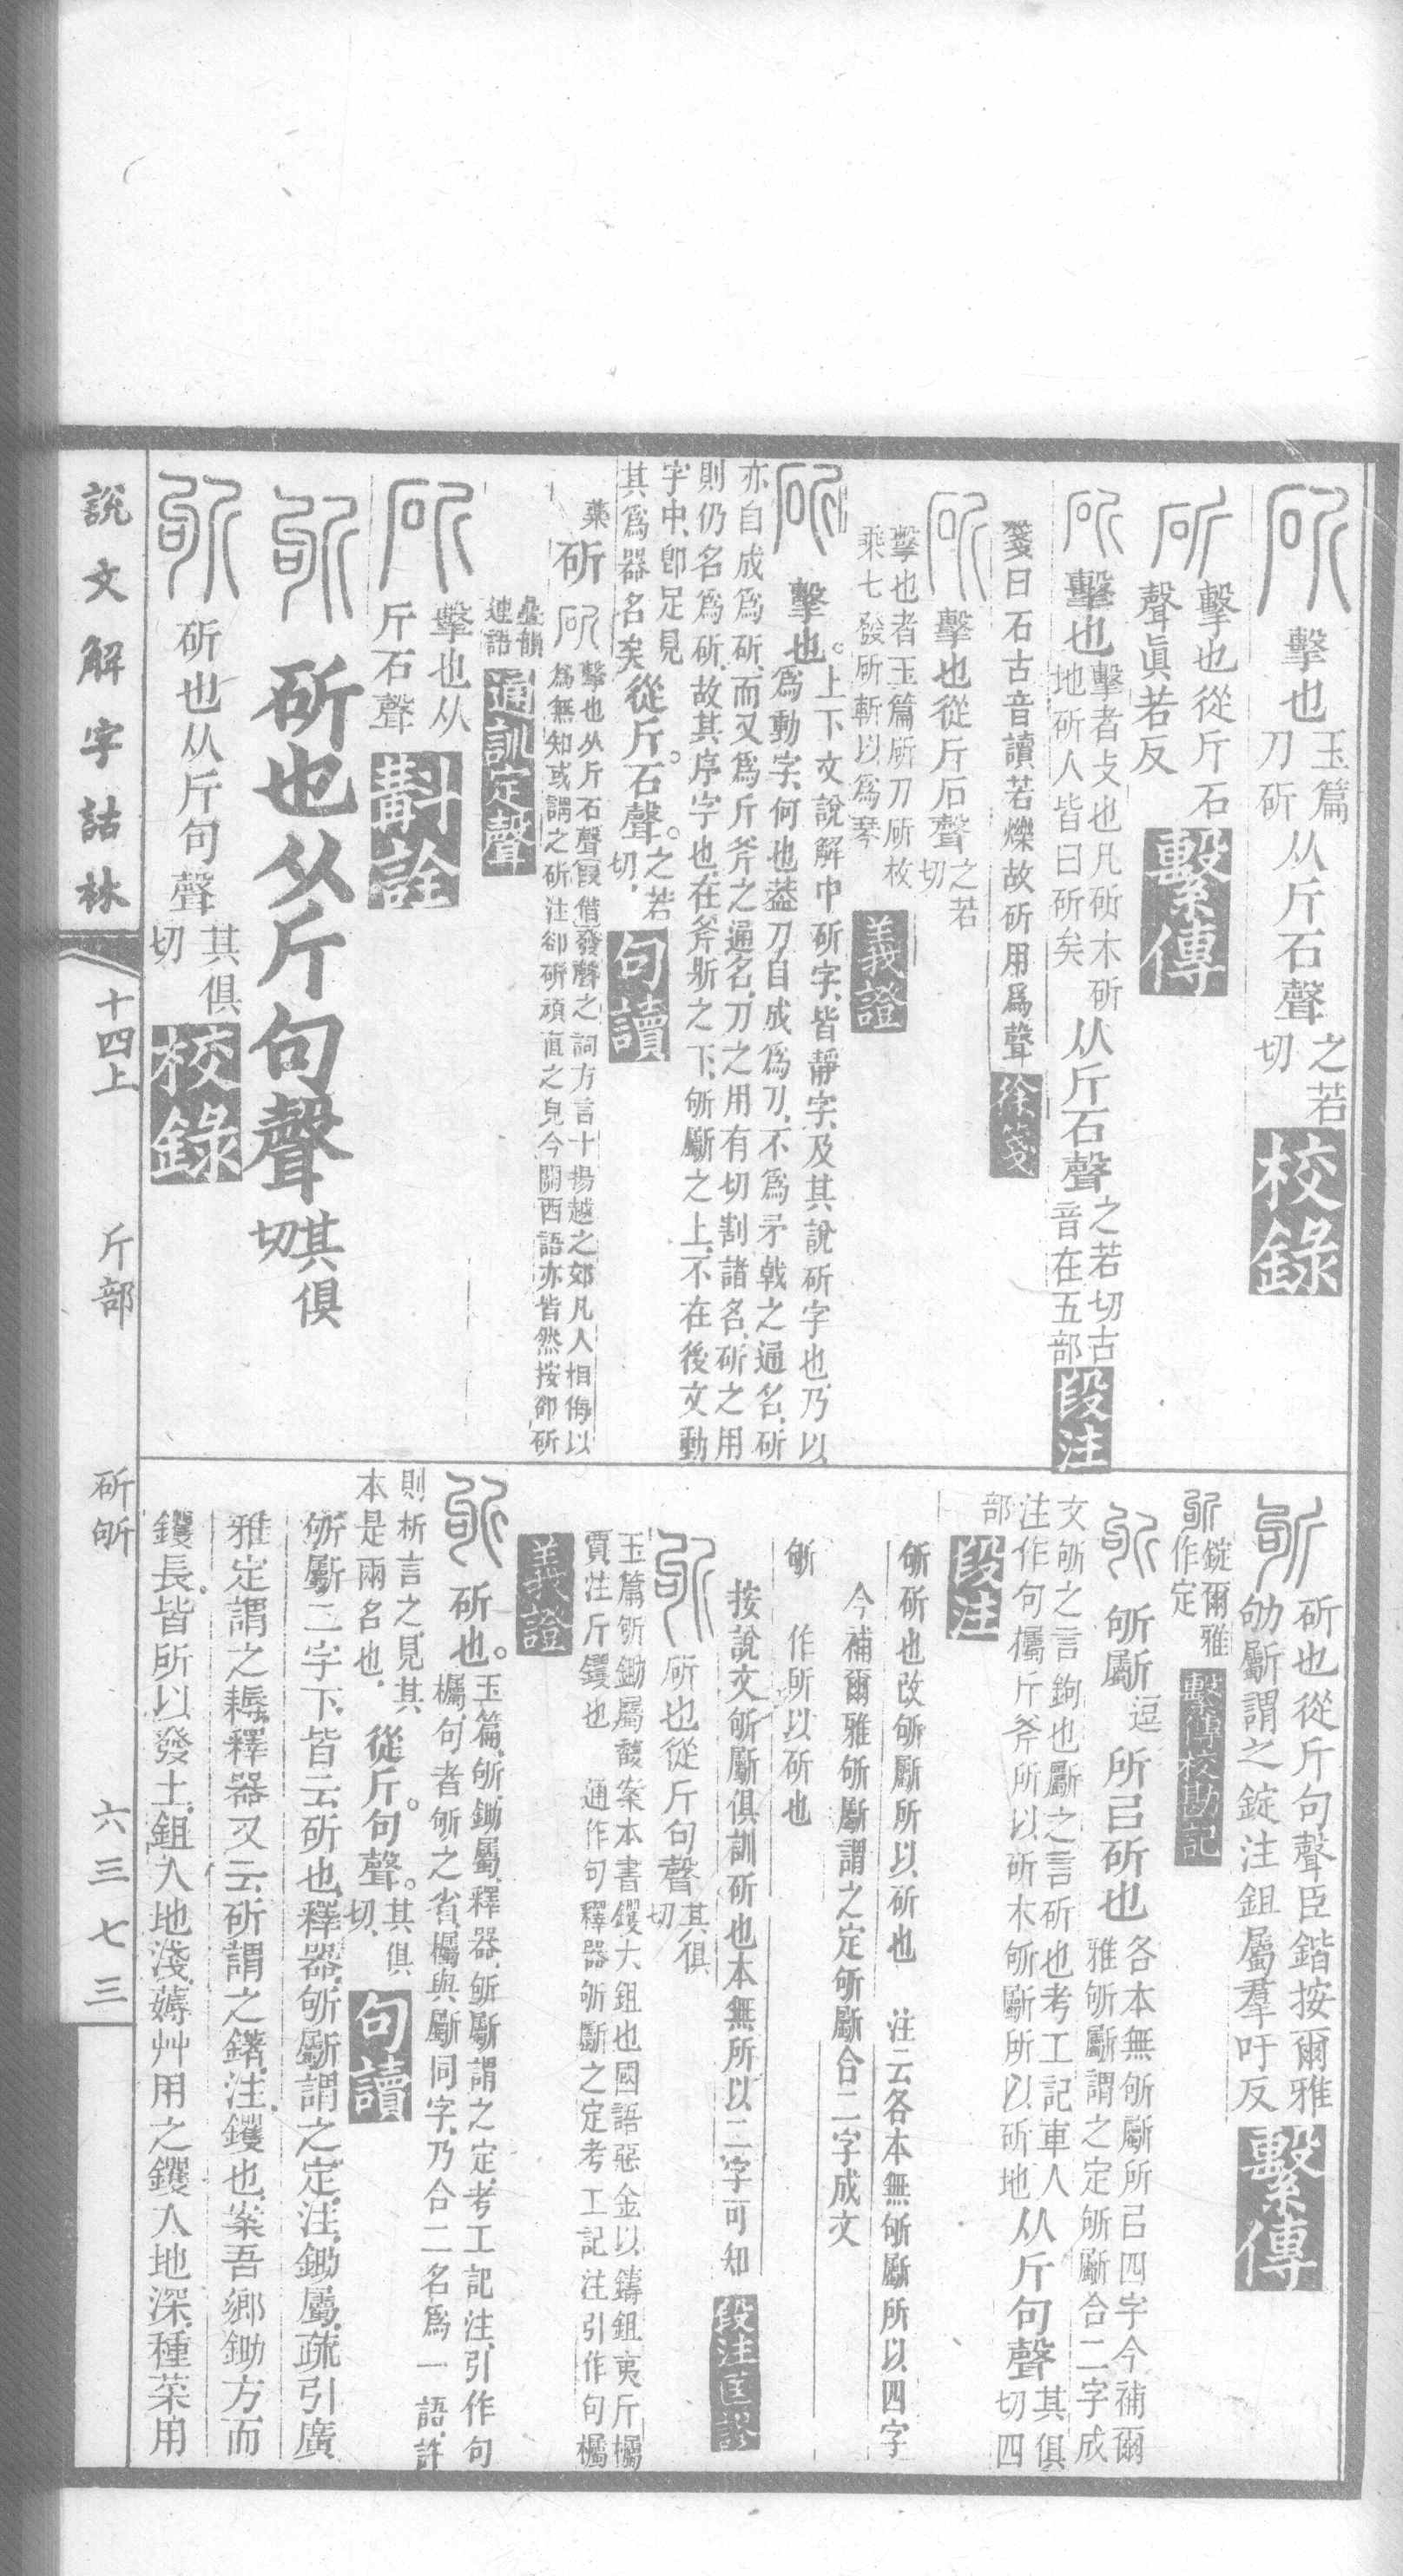 擊也玉篇刀斫从斤石聲之若切校錄
擊也從斤石聲眞若反繫傳
擊也擊者攴也凡斫木斫地斫人皆曰斫矣从斤石聲之若切古音在五部段注
箋曰石古音讀若爍故斫用爲聲徐箋
擊也從斤石聲之若切
擊也者玉篇斫刀斫枚乘七發斫斬以爲琴義證
擊也。上下文說解中斫字皆靜字及其說斫字也乃以爲動字何也葢刀自成爲刀不爲矛戟之通名斫
亦自成爲斫而又爲斤斧之通名刀之用有切割諸名斫之用
則仍名爲斫故其序字也在斧斨之下斪斸之上不在後文動
字中卽足見其爲器名矣從斤。石聲。之若切句讀
斫擊也从斤石聲叚借發聲之詞方言十揚越之郊凡人相侮以
爲無知或謂之斫注卻斫頑直之皃今關西語亦皆然按卻斫
疊韻連語通訓定聲
擊也从斤石聲斠詮
斫也从斤句聲其俱切
斫也从斤句聲其俱切校錄
說文解字詁林
十四上
斤部
斫斪
六三七三
斫也從斤句聲臣鍇按爾雅
斪斸謂之錠注鉏屬羣吁反繫傳
錠爾雅作定繫傳校勘記
斪斸逗所㠯斫也各本無斪斸所㠯四字今補爾雅斪斸謂之定斪斸合二字成
文斪之言鉤也斸之言斫也考工記車人注作句欘斤斧所以斫木斪斸所以斫地从斤句聲其俱切四
部段注
斪斫也改斪斸所以斫也　注云各本無斪斸所以四字
今補爾雅斪斸謂之定斪斸合二字成文
斪　作所以斫也
按說文斪斸俱訓斫也本無所以二字可知段注匡謬
斫也從斤句聲其俱切
玉篇斪鋤屬馥案本書钁大鉏也國語惡金以鑄鉏夷斤欘
賈注斤钁也　通作句釋器斪斸之定考工記注引作句欘
義證
斫也。玉篇斪鋤屬釋器斪斸謂之定考工記注引作句欘句者斪之省欘與斸同字乃合二名爲一語許
則析言之見其本是兩名也從斤。句聲。其俱切句讀
斪斸二字下皆云斫也釋器斪斸謂之定注鋤屬疏引廣
雅定謂之耨釋器又云斫謂之鐯注钁也案吾鄉鋤方而
钁長皆所以發土鉏入地淺薅艸用之钁入地深種菜用